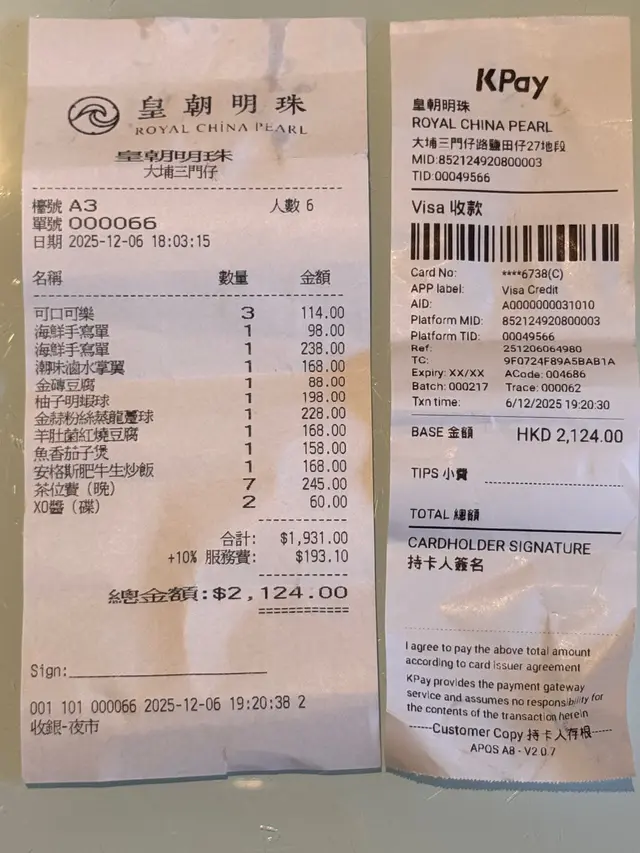 皇朝明珠
ROYAL CHINA PEARL
皇朝明珠
大埔三門仔
檯號 A3 人數 6
單號 000066
日期 2025-12-06 18:03:15
名稱 數量 金額
可口可樂 3 114.00
海鮮手寫單 1 98.00
海鮮手寫單 1 238.00
潮味滷水掌翼 1 168.00
金磚豆腐 1 88.00
柚子明蝦球 1 198.00
金蒜粉絲蒸龍躉球 1 228.00
羊肚菌紅燒豆腐 1 168.00
魚香茄子煲 1 158.00
安格斯肥牛生炒飯 1 168.00
茶位費（晚） 7 245.00
XO醬（碟） 2 60.00
合計: $1,931.00
+10% 服務費: $193.10
總金額:$2,124.00
Sign:
001 101 000066 2025-12-06 19:20:38 2
收銀-夜市
KPay
皇朝明珠
ROYAL CHINA PEARL
大埔三門仔路鹽田仔27地段
MID:852124920800003
TID:00049566
Visa 收款
Card No: ****6738(C)
APP label: Visa Credit
AID: A0000000031010
Platform MID: 852124920800003
Platform TID: 00049566
Ref: 251206064980
TC: 9F0724F89A5BAB1A
Expiry: XX/XX ACode: 004686
Batch: 000217 Trace: 000062
Txn time: 6/12/2025 19:20:30
BASE 金額 HKD 2,124.00
TIPS 小費
TOTAL 總額
CARDHOLDER SIGNATURE
持卡人簽名
I agree to pay the above total amount
according to card issuer agreement
KPay provides the payment gateway
service and assumes no responsibility for
the contents of the transaction herein
-----Customer Copy 持卡人存根-----
APOS A8 - V2.0.7